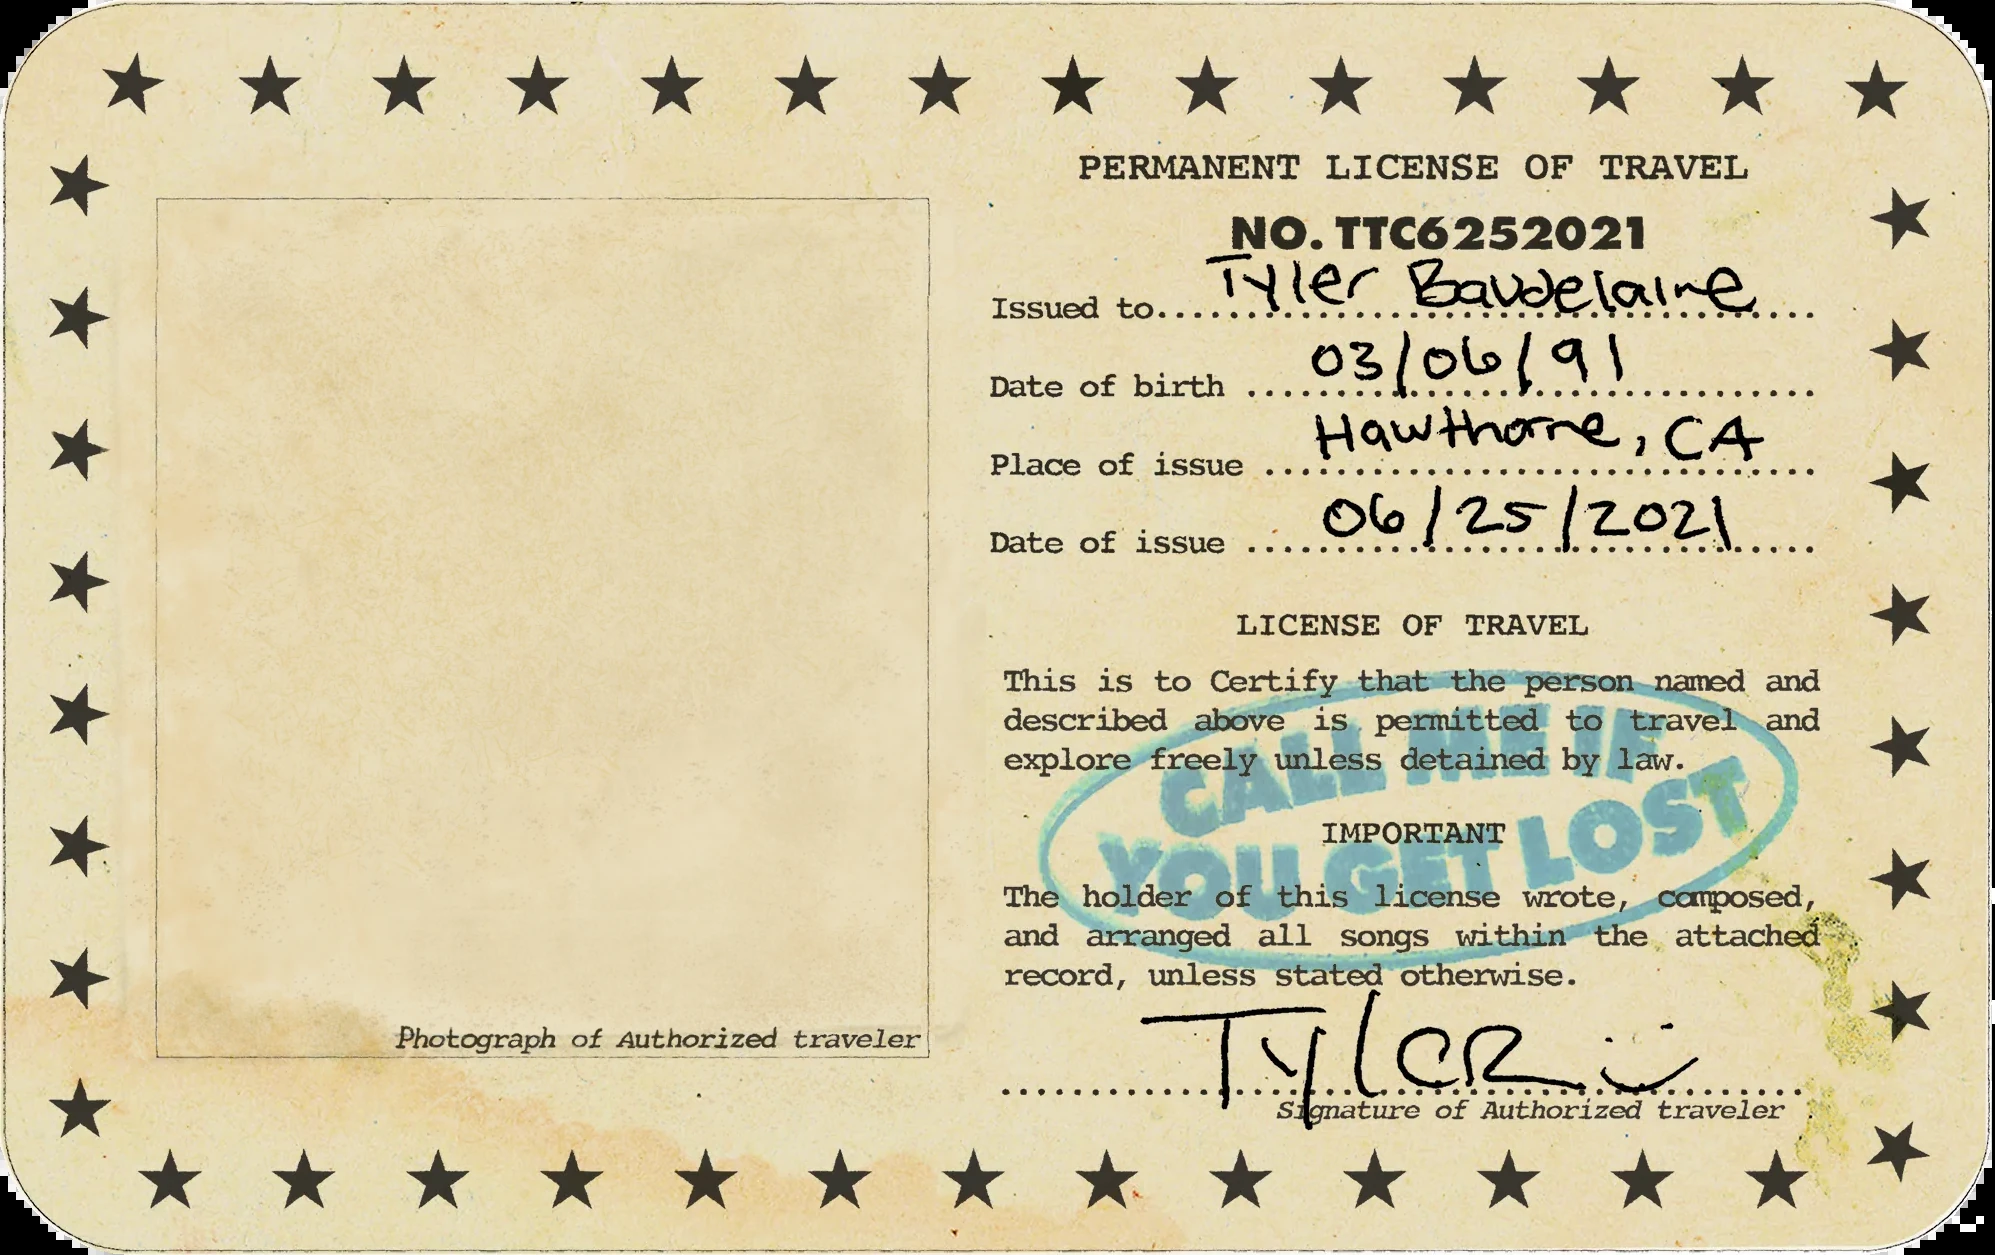 PERMANENT LICENSE OF TRAVEL
NO. TTC6252021
Issued to.... Tyler Baudelaire
Date of birth .... 03/06/91
Place of issue .... Hawthorne, CA
Date of issue .... 06/25/2021
LICENSE OF TRAVEL
This is to Certify that the person named and
described above is permitted to travel and
explore freely unless detained by law.
CALL ME IF
YOU GET LOST
IMPORTANT
The holder of this license wrote, composed,
and arranged all songs within the attached
record, unless stated otherwise.
Tyler
Photograph of Authorized traveler
Signature of Authorized traveler